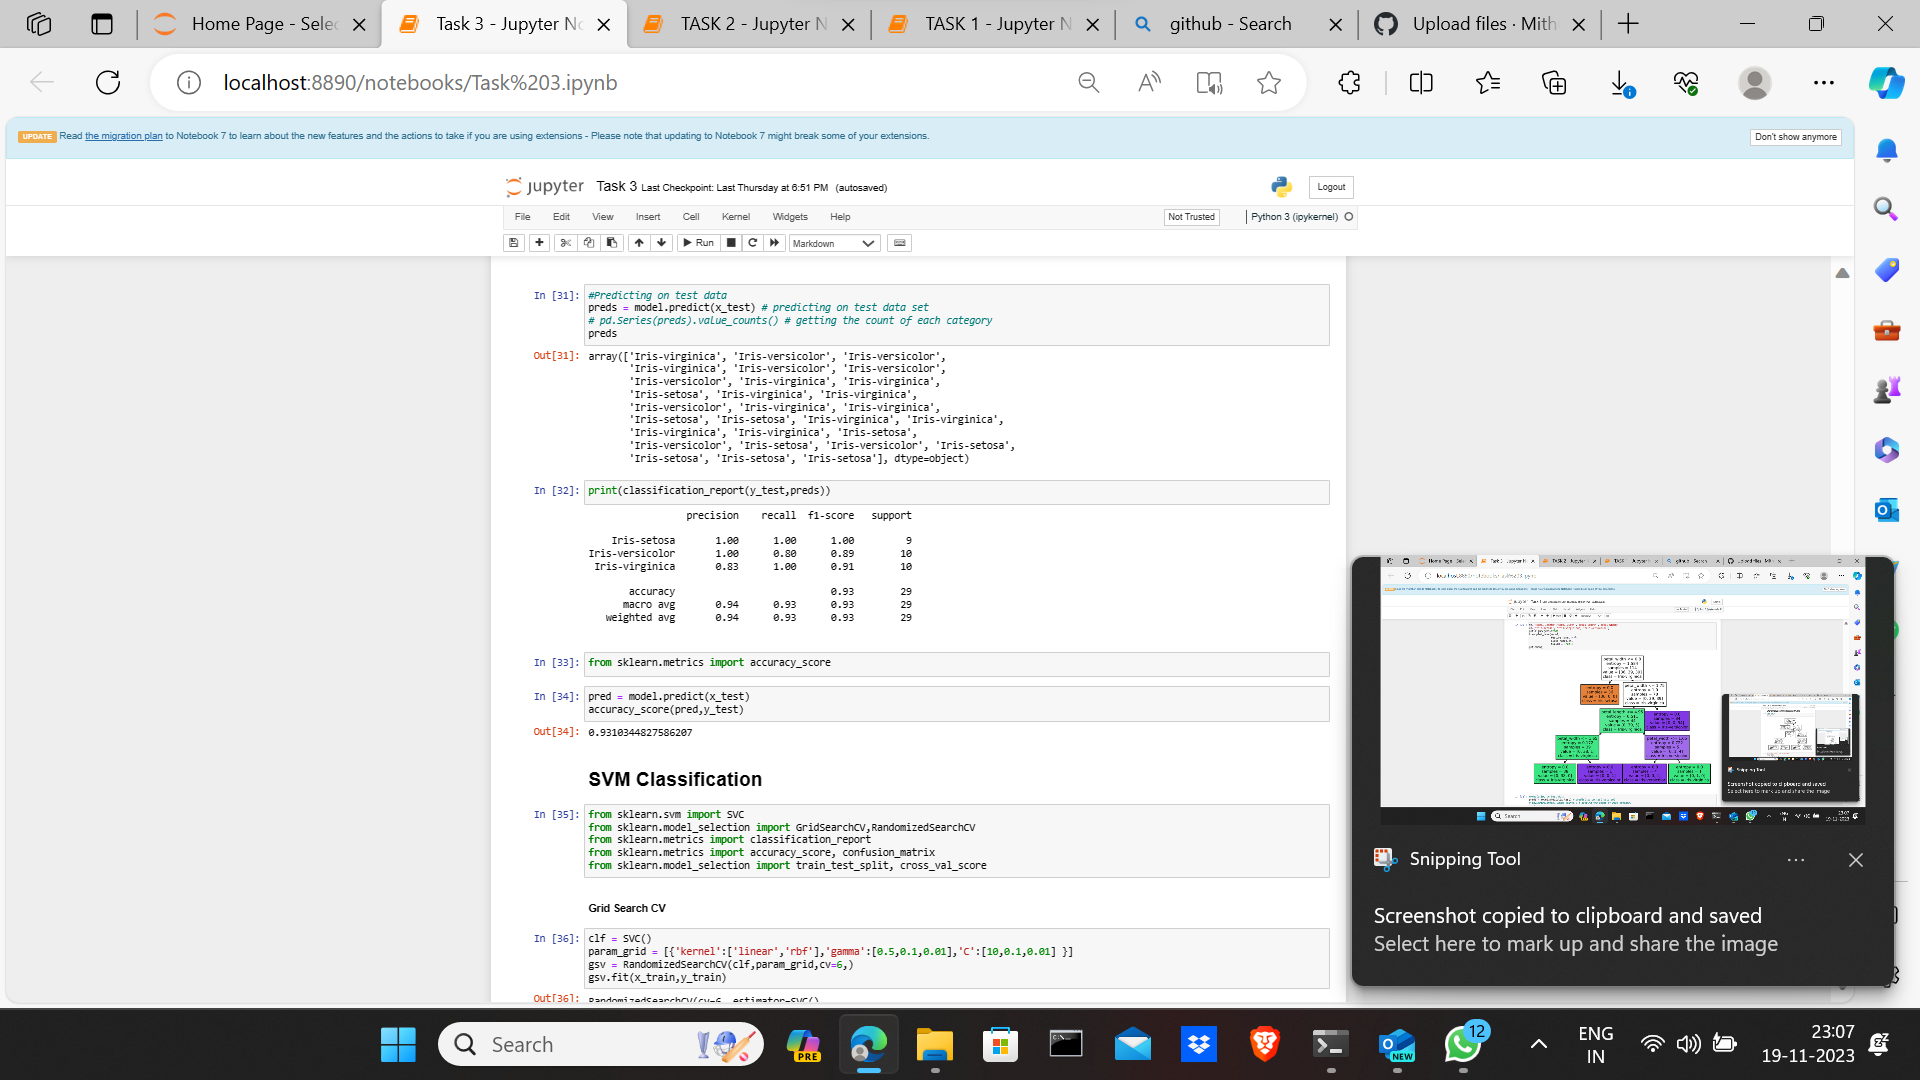 Home Page - Selec
Task 3 - Jupyter No
TASK 2 - Jupyter N
TASK 1 - Jupyter N
github - Search
Upload files · Mith
localhost:8890/notebooks/Task%203.ipynb
UPDATE Read the migration plan to Notebook 7 to learn about the new features and the actions to take if you are using extensions - Please note that updating to Notebook 7 might break some of your extensions.
Don't show anymore
jupyter Task 3 Last Checkpoint: Last Thursday at 6:51 PM (autosaved)
Logout
File Edit View Insert Cell Kernel Widgets Help
Not Trusted
Python 3 (ipykernel)
Run
Markdown
In [31]: #Predicting on test data
preds = model.predict(x_test) # predicting on test data set
# pd.Series(preds).value_counts() # getting the count of each category
preds
Out[31]: array(['Iris-virginica', 'Iris-versicolor', 'Iris-versicolor',
'Iris-virginica', 'Iris-versicolor', 'Iris-versicolor',
'Iris-versicolor', 'Iris-virginica', 'Iris-virginica',
'Iris-setosa', 'Iris-virginica', 'Iris-virginica',
'Iris-versicolor', 'Iris-virginica', 'Iris-virginica',
'Iris-setosa', 'Iris-setosa', 'Iris-virginica', 'Iris-virginica',
'Iris-virginica', 'Iris-virginica', 'Iris-setosa',
'Iris-versicolor', 'Iris-setosa', 'Iris-versicolor', 'Iris-setosa',
'Iris-setosa', 'Iris-setosa', 'Iris-setosa'], dtype=object)
In [32]: print(classification_report(y_test,preds))
precision recall f1-score support
Iris-setosa 1.00 1.00 1.00 9
Iris-versicolor 1.00 0.80 0.89 10
Iris-virginica 0.83 1.00 0.91 10
accuracy 0.93 29
macro avg 0.94 0.93 0.93 29
weighted avg 0.94 0.93 0.93 29
In [33]: from sklearn.metrics import accuracy_score
In [34]: pred = model.predict(x_test)
accuracy_score(pred,y_test)
Out[34]: 0.9310344827586207
SVM Classification
In [35]: from sklearn.svm import SVC
from sklearn.model_selection import GridSearchCV,RandomizedSearchCV
from sklearn.metrics import classification_report
from sklearn.metrics import accuracy_score, confusion_matrix
from sklearn.model_selection import train_test_split, cross_val_score
Grid Search CV
In [36]: clf = SVC()
param_grid = [{'kernel':['linear','rbf'],'gamma':[0.5,0.1,0.01],'C':[10,0.1,0.01] }]
gsv = RandomizedSearchCV(clf,param_grid,cv=6,)
gsv.fit(x_train,y_train)
Out[36]: RandomizedSearchCV(cv=6, estimator=SVC(),
Snipping Tool
Screenshot copied to clipboard and saved
Select here to mark up and share the image
Search
PRE
NEW
12
ENG
IN
23:07
19-11-2023